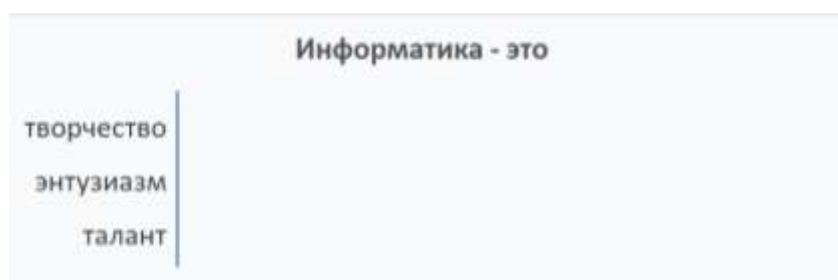 Информатика - это
творчество
энтузиазм
талант